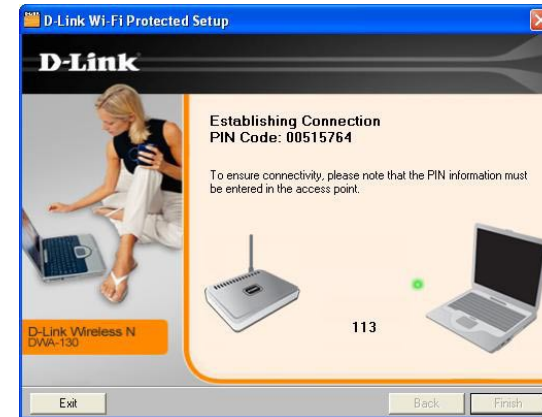 D-Link Wi-Fi Protected Setup
D-Link
Establishing Connection
PIN Code: 00515764
To ensure connectivity, please note that the PIN information must
be entered in the access point.
113
D-Link Wireless N
DWA-130
Exit
Back
Finish